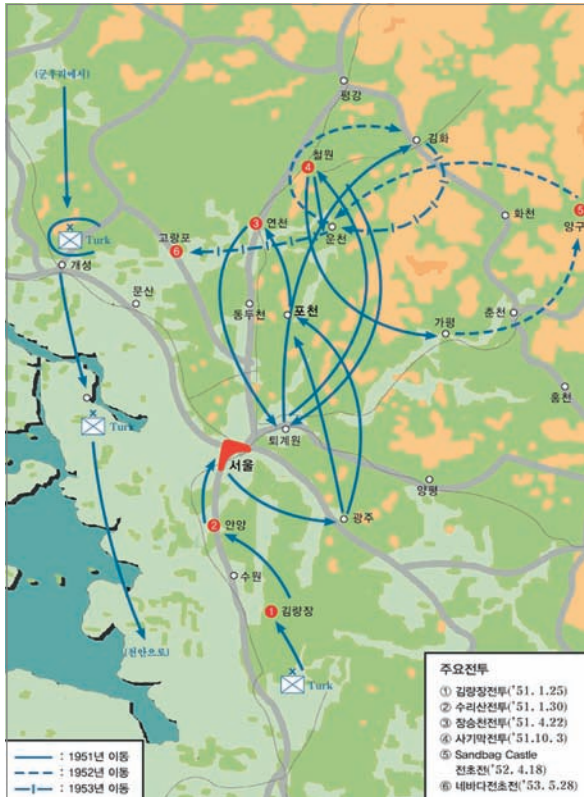 (군우리에서)
평강
김화
철원
4
3
연천
고랑포
6
운천
화천
5
양구
Turk
개성
문산
동두천
포천
가평
춘천
홍천
Turk
퇴계원
서울
양평
2
안양
광주
수원
1
김량장
(천안으로)
Turk
: 1951년 이동
: 1952년 이동
: 1953년 이동
주요전투
① 김량장전투('51. 1.25)
② 수리산전투('51. 1.30)
③ 장승천전투('51. 4.22)
④ 사기막전투('51.10. 3)
⑤ Sandbag Castle
전초전('52. 4.18)
⑥ 네바다전초전('53. 5.28)